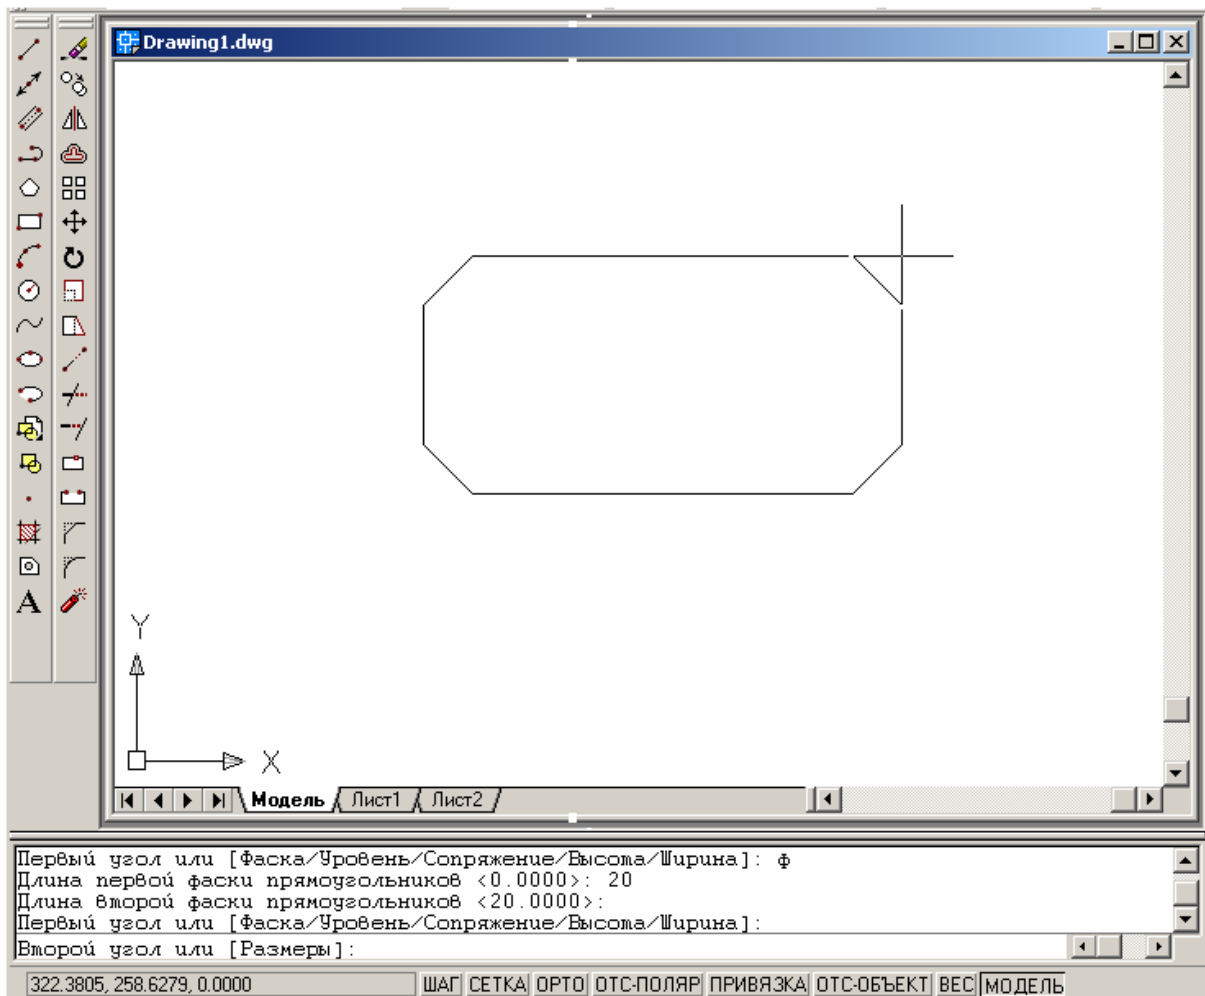 Drawing1.dwg
Y
X
Модель
Лист1
Лист2
Первый угол или [Фаска/Уровень/Сопряжение/Высота/Ширина]: ф
Длина первой фаски прямоугольников <0.0000>: 20
Длина второй фаски прямоугольников <20.0000>:
Первый угол или [Фаска/Уровень/Сопряжение/Высота/Ширина]:
Второй угол или [Размеры]:
322.3805, 258.6279, 0.0000 ШАГ СЕТКА ОРТО ОТС-ПОЛЯР ПРИВЯЗКА ОТС-ОБЪЕКТ ВЕС МОДЕЛЬ